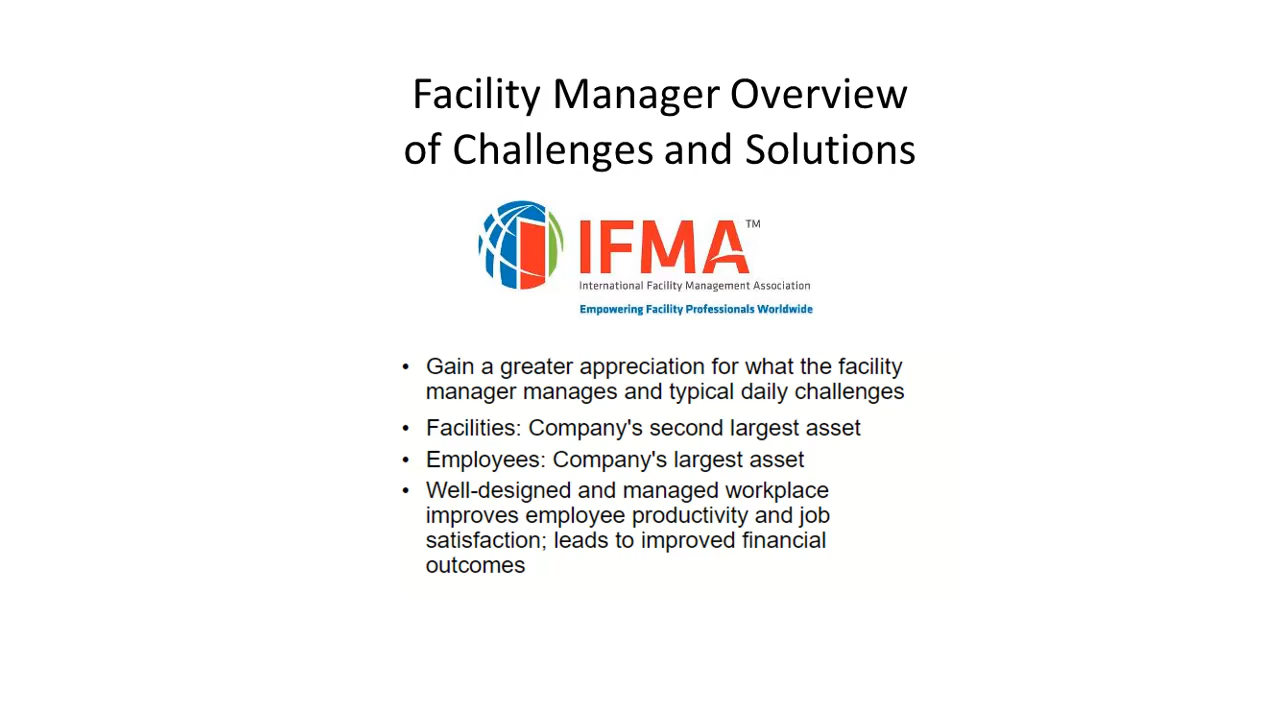 Facility Manager Overview
of Challenges and Solutions
IFMA™
International Facility Management Association
Empowering Facility Professionals Worldwide
• Gain a greater appreciation for what the facility
manager manages and typical daily challenges
• Facilities: Company's second largest asset
• Employees: Company's largest asset
• Well-designed and managed workplace
improves employee productivity and job
satisfaction; leads to improved financial
outcomes